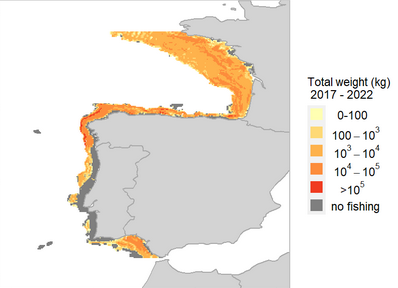 Total weight (kg)
2017 - 2022
0-100
100 – 10³
10³ – 10⁴
10⁴ – 10⁵
>10⁵
no fishing